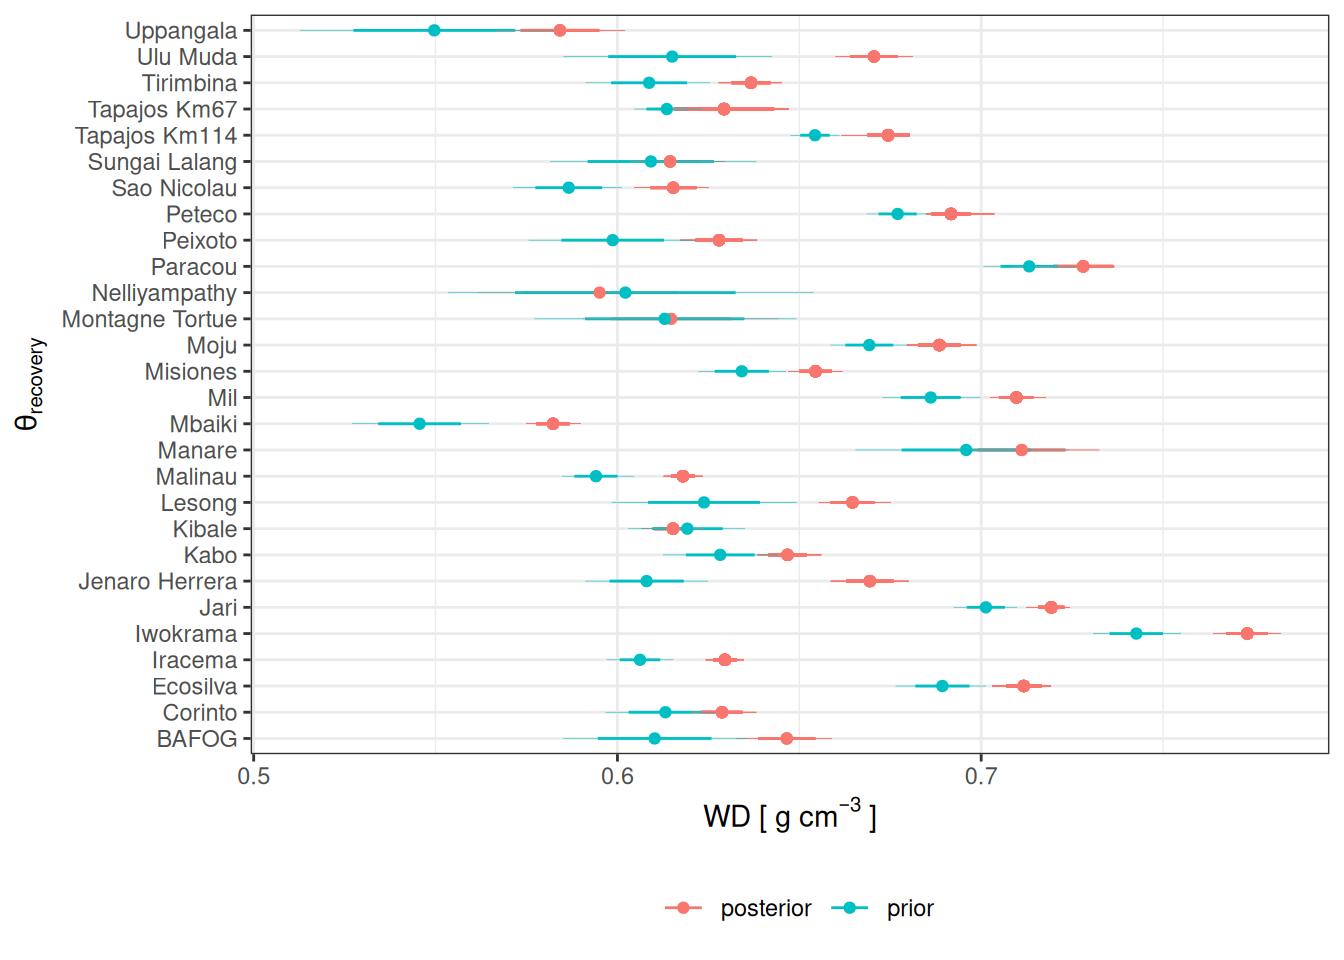 Uppangala
Ulu Muda
Tirimbina
Tapajos Km67
Tapajos Km114
Sungai Lalang
Sao Nicolau
Peteco
Peixoto
Paracou
Nelliyampathy
Montagne Tortue
Moju
Misiones
Mil
Mbaiki
Manare
Malinau
Lesong
Kibale
Kabo
Jenaro Herrera
Jari
Iwokrama
Iracema
Ecosilva
Corinto
BAFOG
θrecovery
0.5 0.6 0.7
WD [ g cm−3 ]
posterior prior